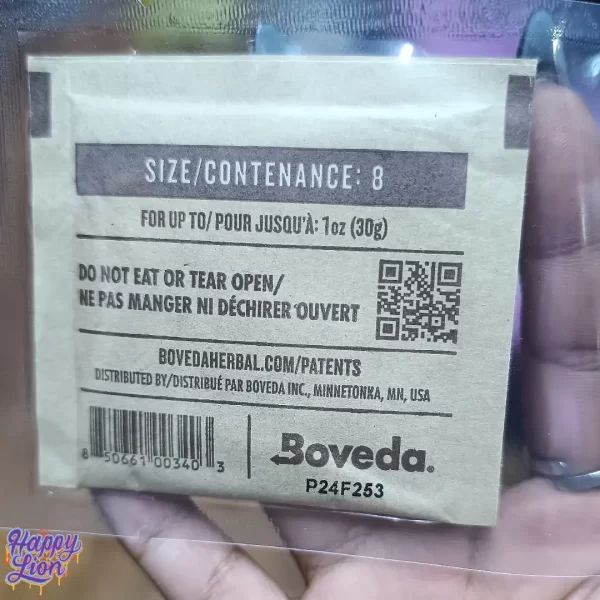 SIZE/CONTENANCE: 8
FOR UP TO/ POUR JUSQU'À: 1oz (30g)
DO NOT EAT OR TEAR OPEN/
NE PAS MANGER NI DÉCHIRER OUVERT
BOVEDAHERBAL.COM/PATENTS
DISTRIBUTED BY/DISTRIBUÉ PAR BOVEDA INC., MINNETONKA, MN, USA
8 50661 00340 3
Boveda.
P24F253
Happy
Lion